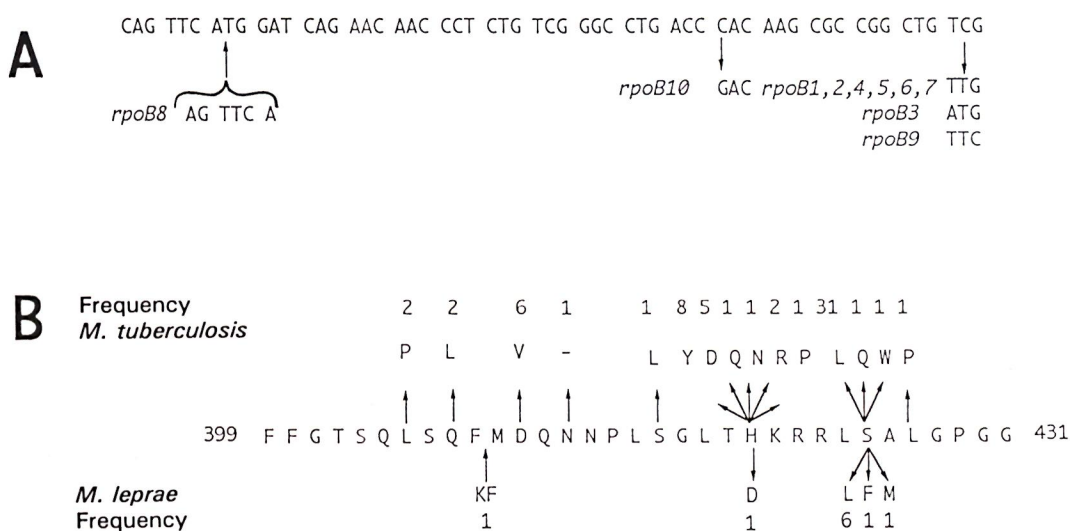 A
CAG TTC ATG GAT CAG AAC AAC CCT CTG TCG GGC CTG ACC CAC AAG CGC CGG CTG TCG
rpoB10 GAC rpoB1,2,4,5,6,7 TTG
rpoB8 AG TTC A
rpoB3 ATG
rpoB9 TTC
B
Frequency 2 2 6 1 1 8 5 1 1 2 1 31 1 1 1
M. tuberculosis
P L V - L Y D Q N R P L Q W P
399 F F G T S Q L S Q F M D Q N N P L S G L T H K R R L S A L G P G G 431
M. leprae KF D L F M
Frequency 1 1 6 1 1